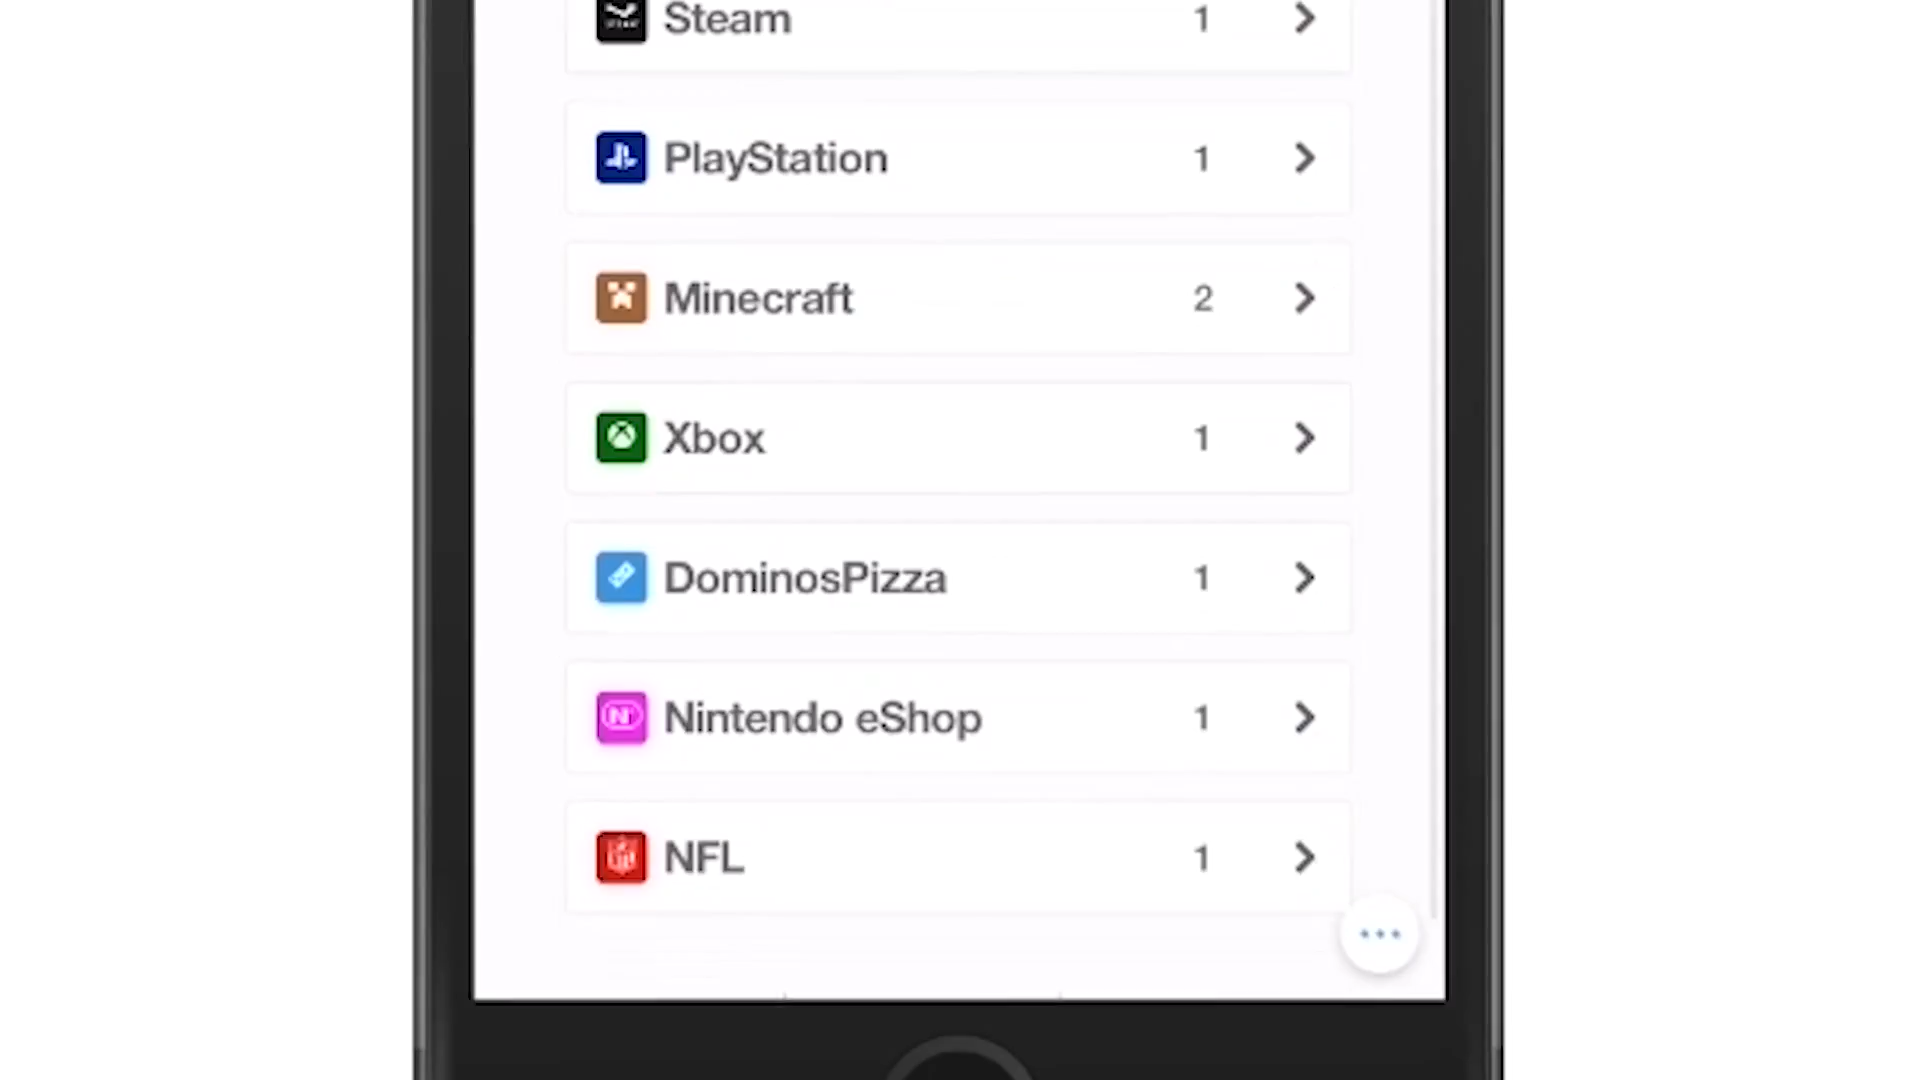 Steam 1
PlayStation 1
Minecraft 2
Xbox 1
DominosPizza 1
Nintendo eShop 1
NFL 1